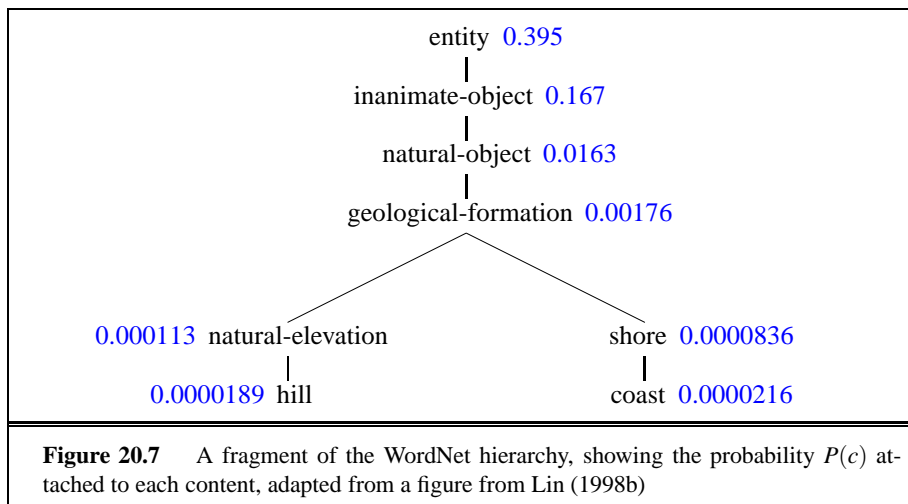 entity 0.395
inanimate-object 0.167
natural-object 0.0163
geological-formation 0.00176
0.000113 natural-elevation shore 0.0000836
0.0000189 hill coast 0.0000216
Figure 20.7 A fragment of the WordNet hierarchy, showing the probability P(c) at-
tached to each content, adapted from a figure from Lin (1998b)